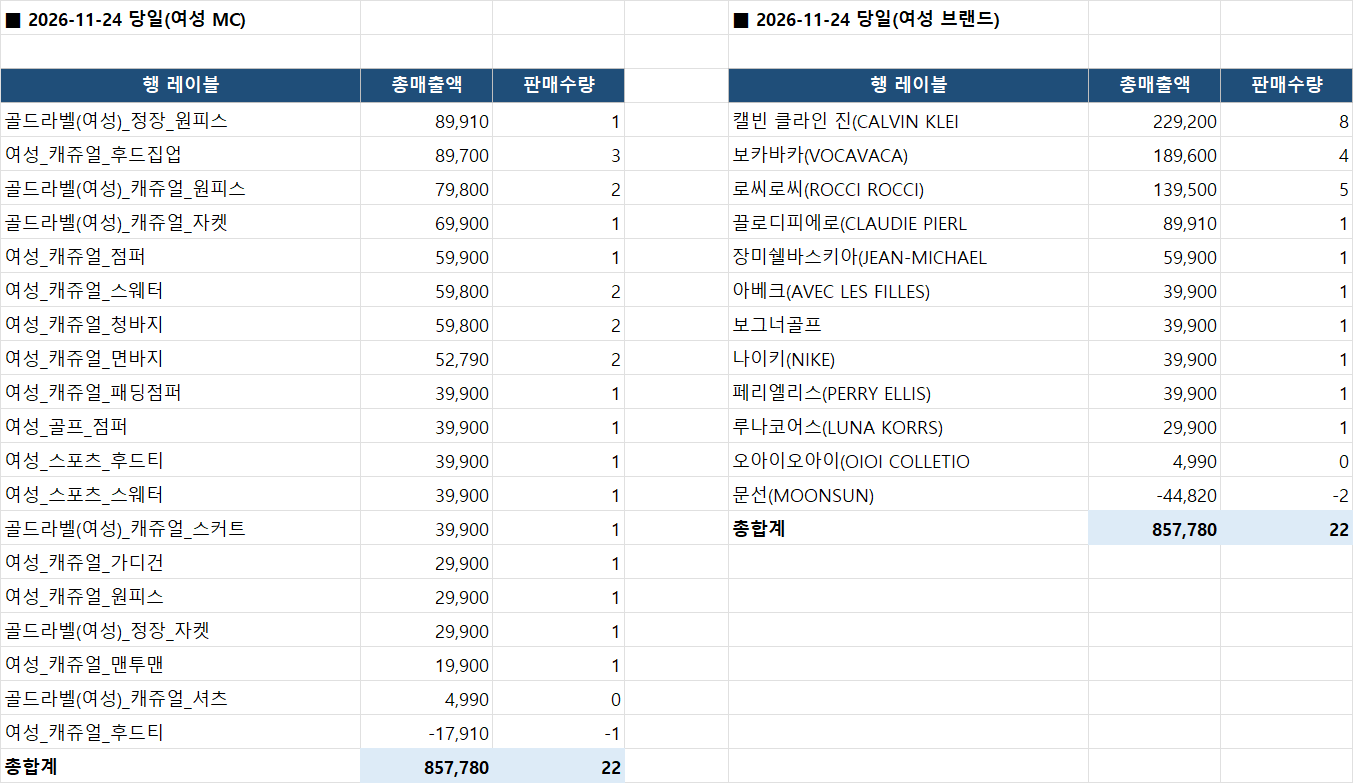 ■ 2026-11-24 당일(여성 MC)
행 레이블 총매출액 판매수량
골드라벨(여성)_정장_원피스 89,910 1
여성_캐쥬얼_후드집업 89,700 3
골드라벨(여성)_캐쥬얼_원피스 79,800 2
골드라벨(여성)_캐쥬얼_자켓 69,900 1
여성_캐쥬얼_점퍼 59,900 1
여성_캐쥬얼_스웨터 59,800 2
여성_캐쥬얼_청바지 59,800 2
여성_캐쥬얼_면바지 52,790 2
여성_캐쥬얼_패딩점퍼 39,900 1
여성_골프_점퍼 39,900 1
여성_스포츠_후드티 39,900 1
여성_스포츠_스웨터 39,900 1
골드라벨(여성)_캐쥬얼_스커트 39,900 1
여성_캐쥬얼_가디건 29,900 1
여성_캐쥬얼_원피스 29,900 1
골드라벨(여성)_정장_자켓 29,900 1
여성_캐쥬얼_맨투맨 19,900 1
골드라벨(여성)_캐쥬얼_셔츠 4,990 0
여성_캐쥬얼_후드티 -17,910 -1
총합계 857,780 22
■ 2026-11-24 당일(여성 브랜드)
행 레이블 총매출액 판매수량
캘빈 클라인 진(CALVIN KLEI 229,200 8
보카바카(VOCAVACA) 189,600 4
로씨로씨(ROCCI ROCCI) 139,500 5
끌로디피에로(CLAUDIE PIERL 89,910 1
장미쉘바스키아(JEAN-MICHAEL 59,900 1
아베크(AVEC LES FILLES) 39,900 1
보그너골프 39,900 1
나이키(NIKE) 39,900 1
페리엘리스(PERRY ELLIS) 39,900 1
루나코어스(LUNA KORRS) 29,900 1
오아이오아이(OIOI COLLETIO 4,990 0
문선(MOONSUN) -44,820 -2
총합계 857,780 22